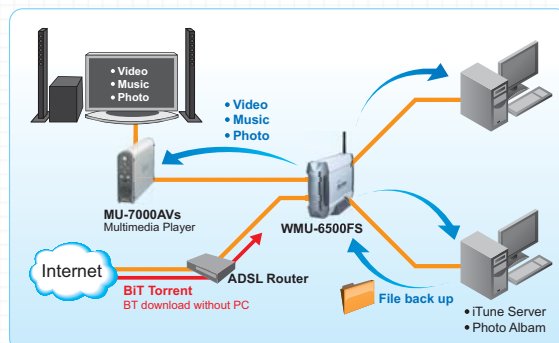 • Video
• Music
• Photo
• Video
• Music
• Photo
MU-7000AVs
Multimedia Player
WMU-6500FS
Internet
ADSL Router
BiT Torrent
BT download without PC
File back up
• iTune Server
• Photo Albam